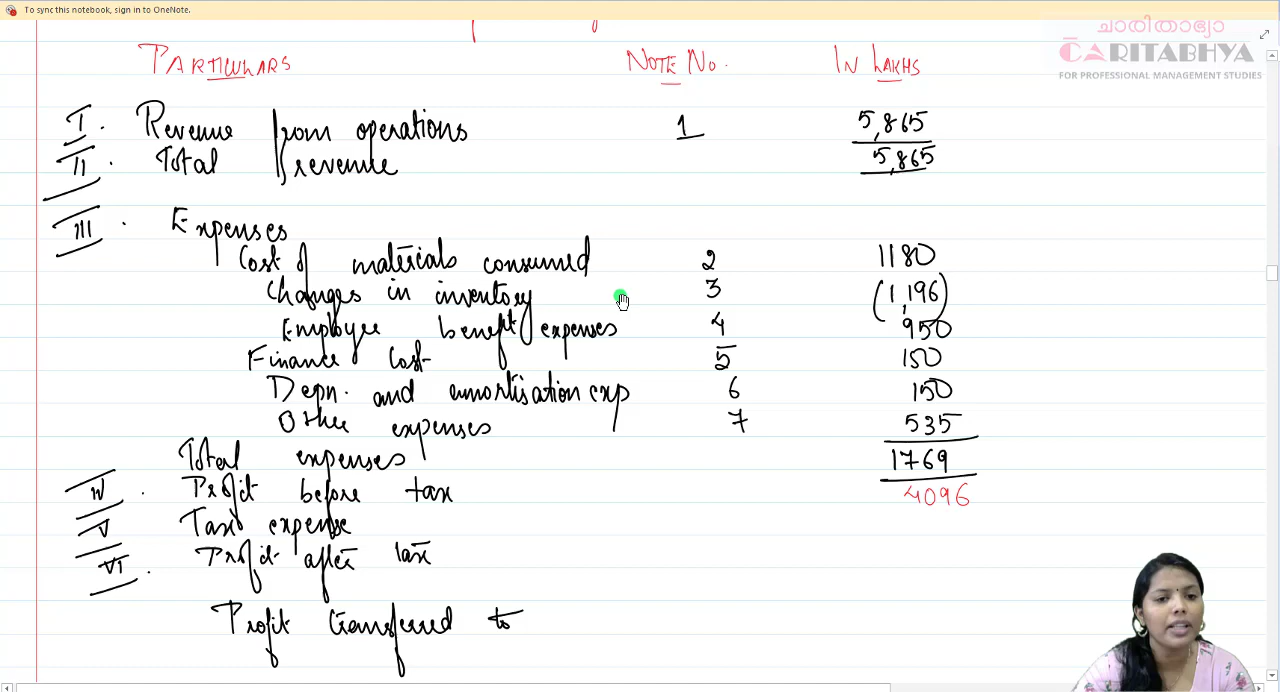 To sync this notebook, sign in to OneNote.
ചാരിതാഭ്യാ
CARITABHYA
FOR PROFESSIONAL MANAGEMENT STUDIES
PARTICULARS NOTE No. IN LAKHS
I. Revenue from operations 1 5,865
II. Total revenue 5,865
III. Expenses
Cost of materials consumed 2 1180
Changes in inventory 3 (1,196)
Employee benefit expenses 4 950
Finance cost 5 150
Depn. and amortisation exp 6 150
Other expenses 7 535
Total expenses 1769
IV. Profit before tax 4096
V Tax expense
VI. Profit after tax
Profit transferred to